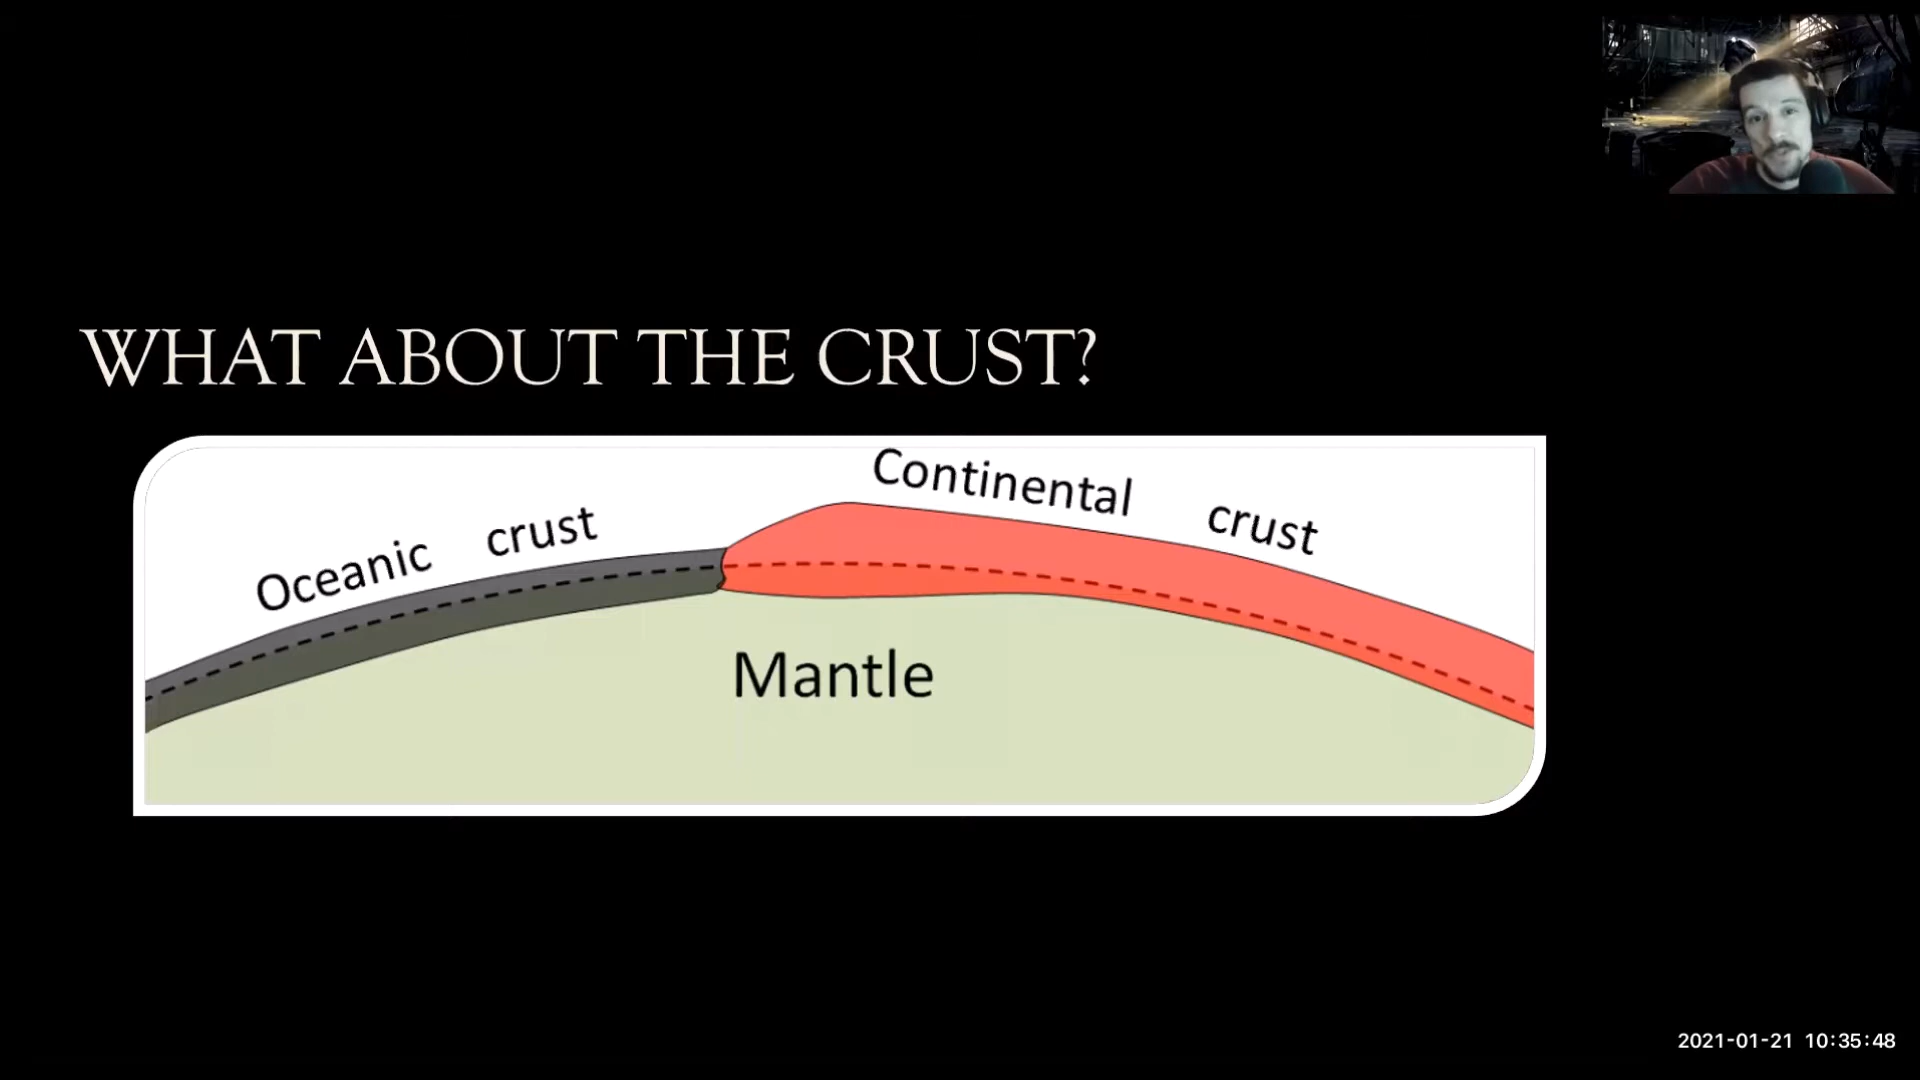 WHAT ABOUT THE CRUST?
Continental crust
Oceanic crust
Mantle
2021-01-21 10:35:48